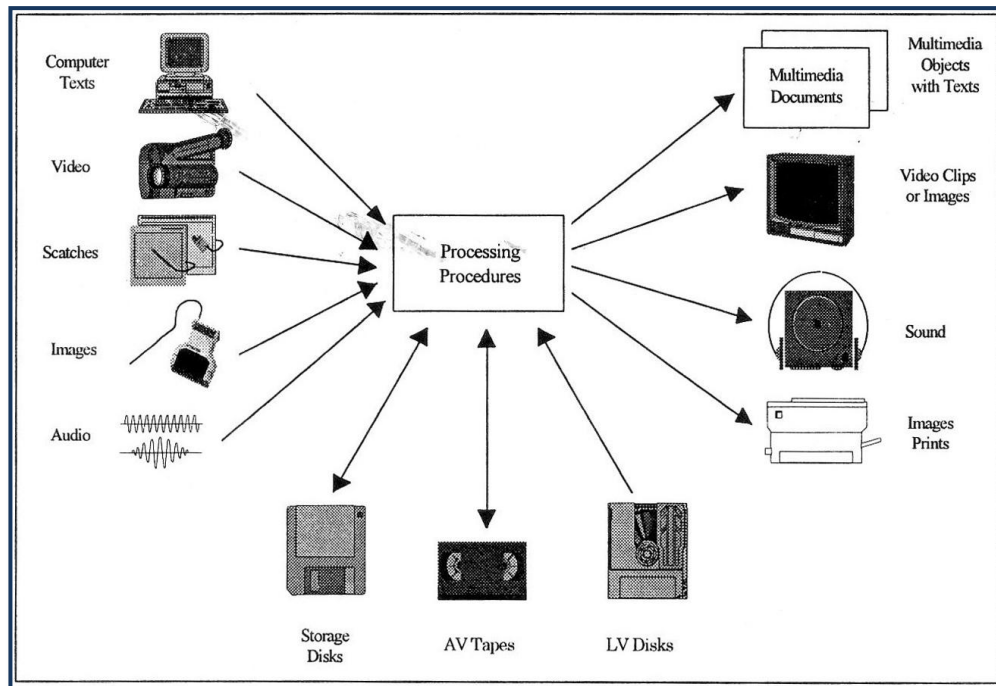 Computer
Texts
Video
Scatches
Images
Audio
Processing
Procedures
Multimedia
Documents
Multimedia
Objects
with Texts
Video Clips
or Images
Sound
Images
Prints
Storage
Disks
AV Tapes
LV Disks